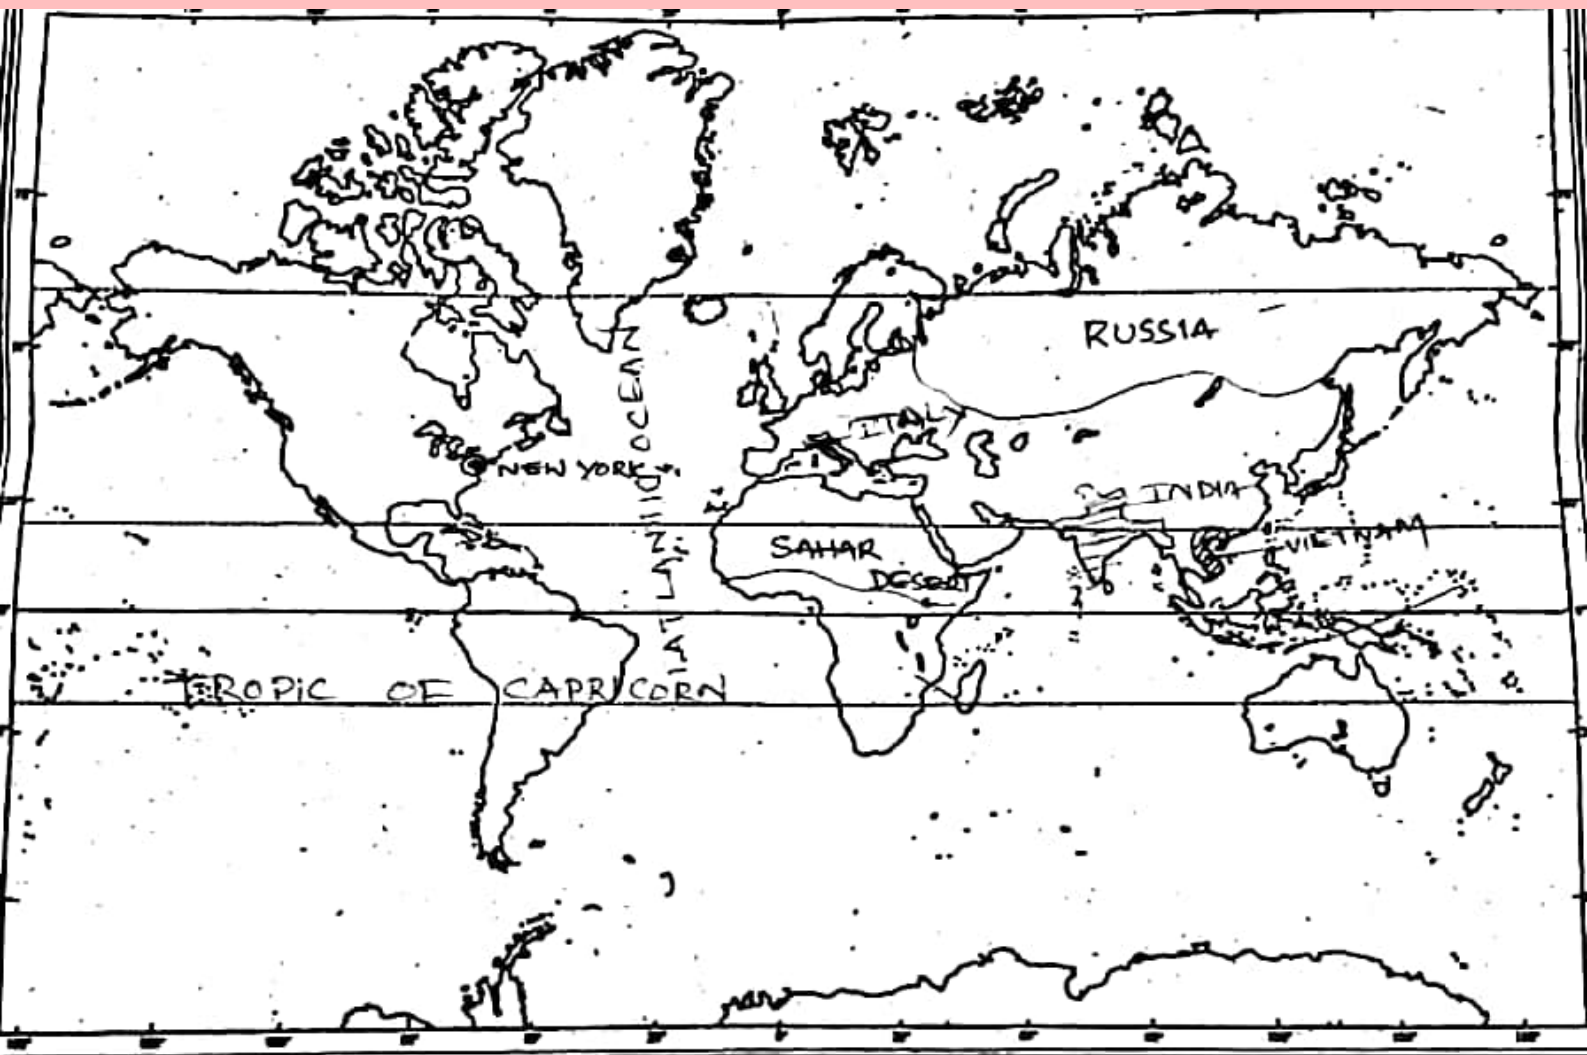 RUSSIA
ATLANTIC OCEAN
ITALY
NEW YORK
INDIA
SAHAR
DESERT
VIETNAM
TROPIC OF CAPRICORN